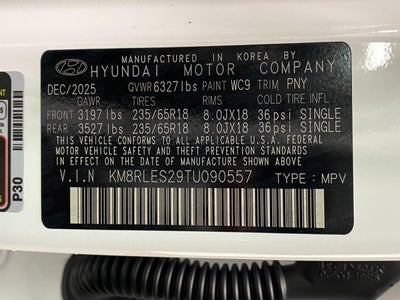 MANUFACTURED IN KOREA BY
HYUNDAI MOTOR COMPANY
DEC/2025 GVWR 6327lbs PAINT WC9 TRIM PNY
GAWR TIRES RIMS COLD TIRE INFL
FRONT 3197lbs 235/65R18 8.0JX18 36psi SINGLE
REAR 3527lbs 235/65R18 8.0JX18 36psi SINGLE
THIS VEHICLE CONFORMS TO ALL APPLICABLE FEDERAL
MOTOR VEHICLE SAFETY AND THEFT PREVENTION STANDARDS
IN EFFECT ON THE DATE OF MANUFACTURE SHOWN ABOVE.
V.I.N KM8RLES29TU090557 TYPE : MPV
P30